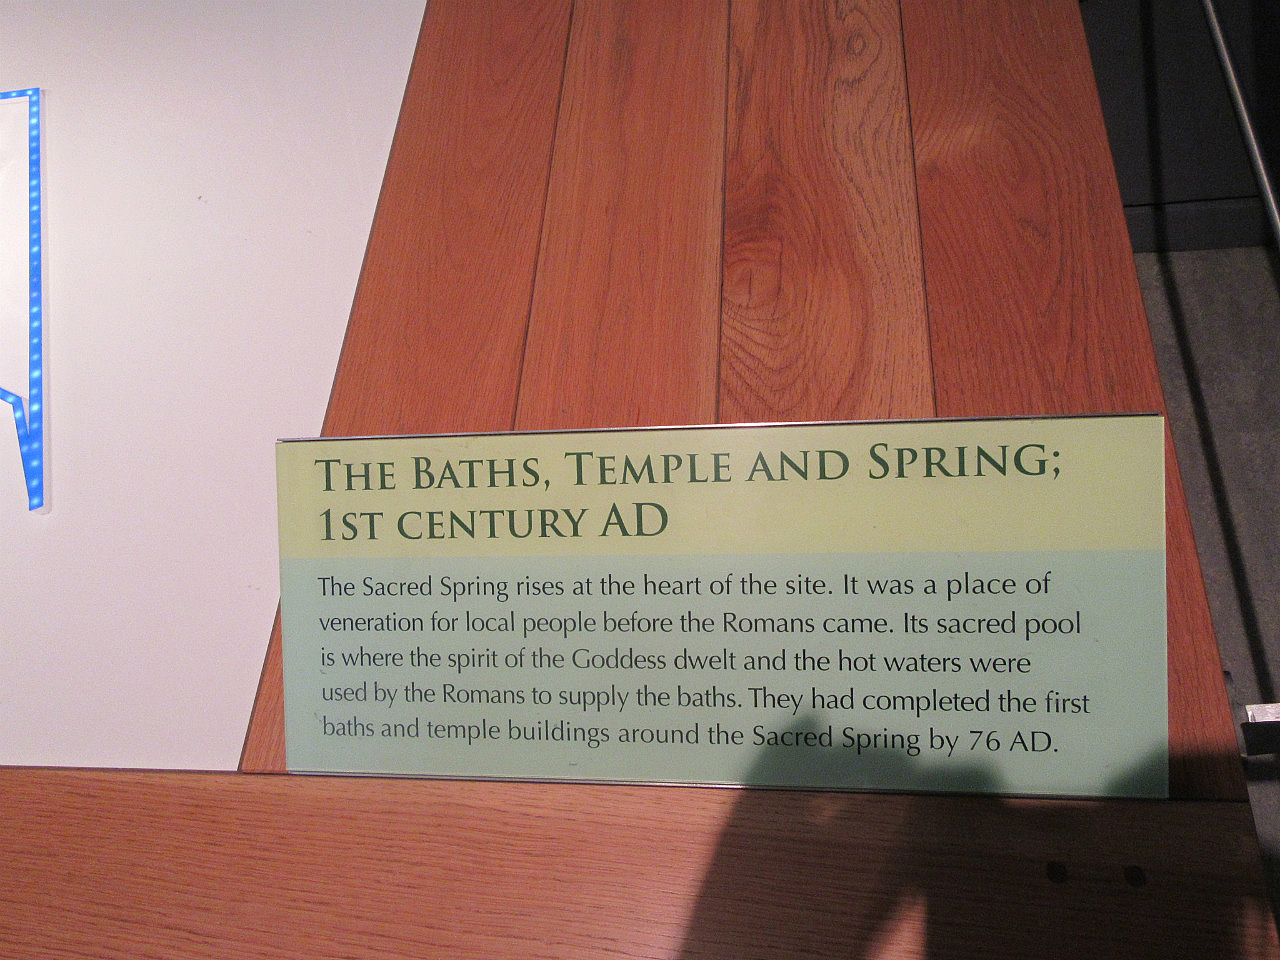 THE BATHS, TEMPLE AND SPRING;
1ST CENTURY AD
The Sacred Spring rises at the heart of the site. It was a place of
veneration for local people before the Romans came. Its sacred pool
is where the spirit of the Goddess dwelt and the hot waters were
used by the Romans to supply the baths. They had completed the first
baths and temple buildings around the Sacred Spring by 76 AD.